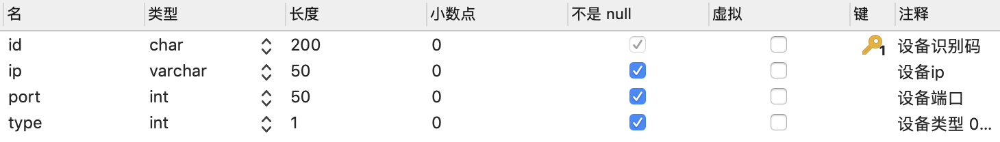 名 类型 长度 小数点 不是 null 虚拟 键 注释
id char 200 0 1 设备识别码
ip varchar 50 0 设备ip
port int 50 0 设备端口
type int 1 0 设备类型 0...